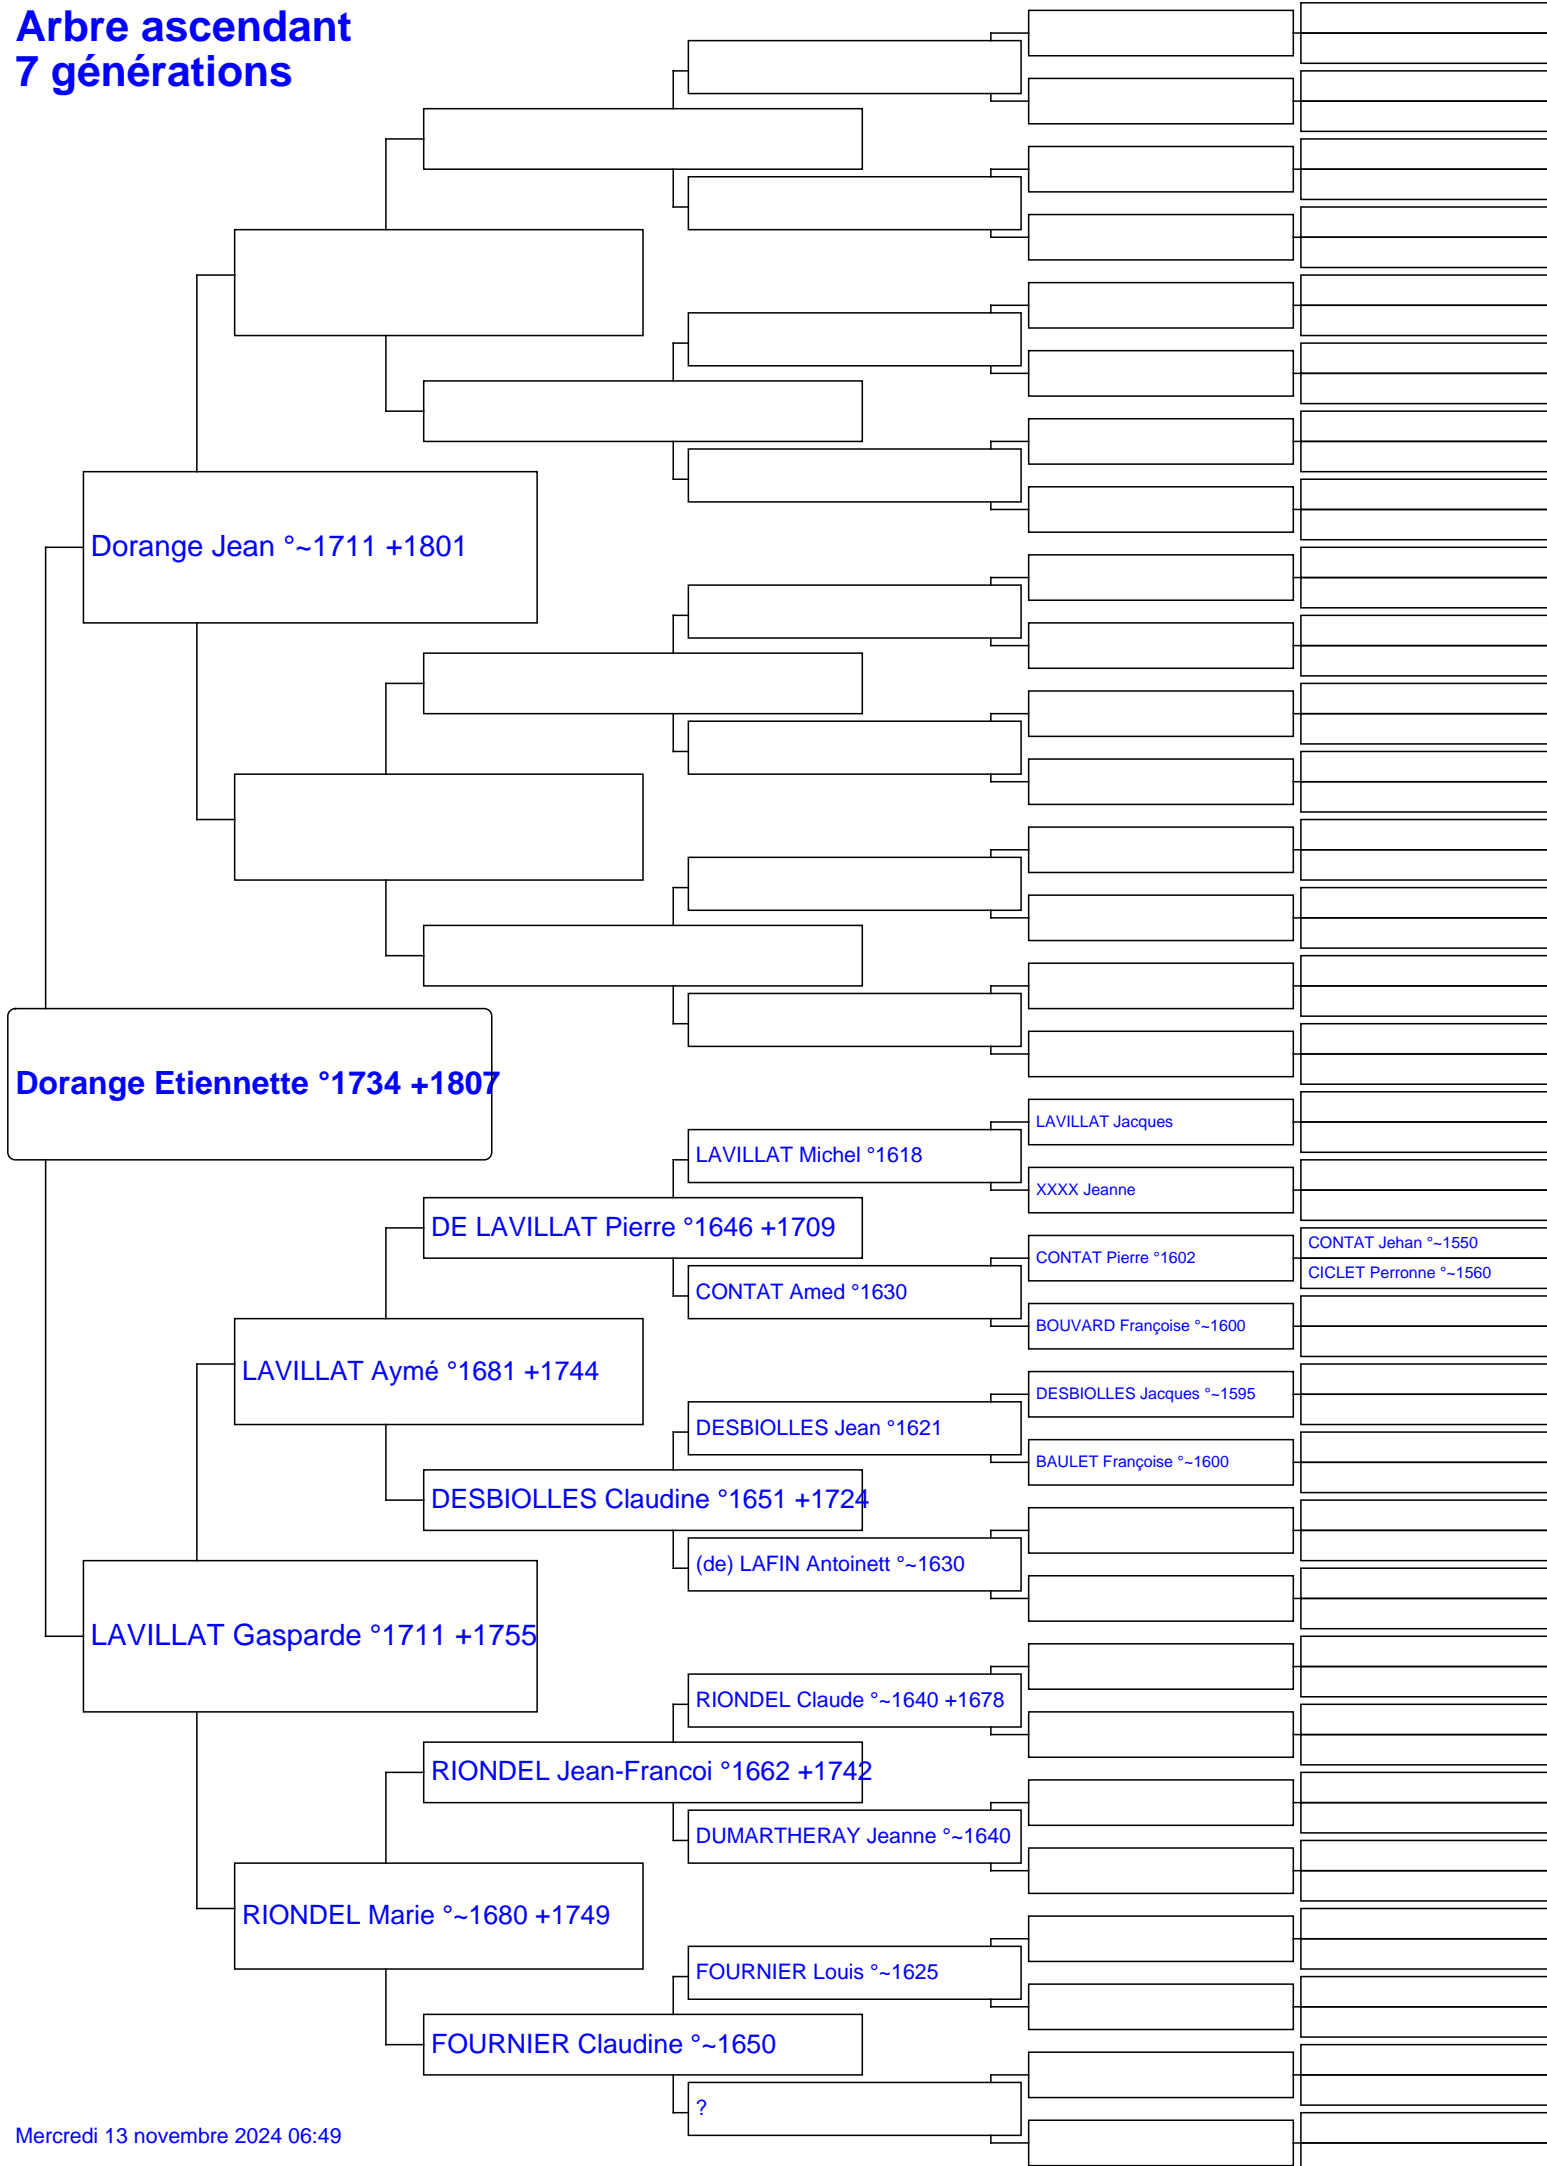 Arbre ascendant
7 générations
Dorange Jean °~1711 +1801
Dorange Etiennette °1734 +1807
LAVILLAT Jacques
LAVILLAT Michel °1618
XXXX Jeanne
DE LAVILLAT Pierre °1646 +1709
CONTAT Jehan °~1550
CONTAT Pierre °1602
CICLET Perronne °~1560
CONTAT Amed °1630
BOUVARD Françoise °~1600
LAVILLAT Aymé °1681 +1744
DESBIOLLES Jacques °~1595
DESBIOLLES Jean °1621
BAULET Françoise °~1600
DESBIOLLES Claudine °1651 +1724
(de) LAFIN Antoinett °~1630
LAVILLAT Gasparde °1711 +1755
RIONDEL Claude °~1640 +1678
RIONDEL Jean-Francoi °1662 +1742
DUMARTHERAY Jeanne °~1640
RIONDEL Marie °~1680 +1749
FOURNIER Louis °~1625
FOURNIER Claudine °~1650
?
Mercredi 13 novembre 2024 06:49